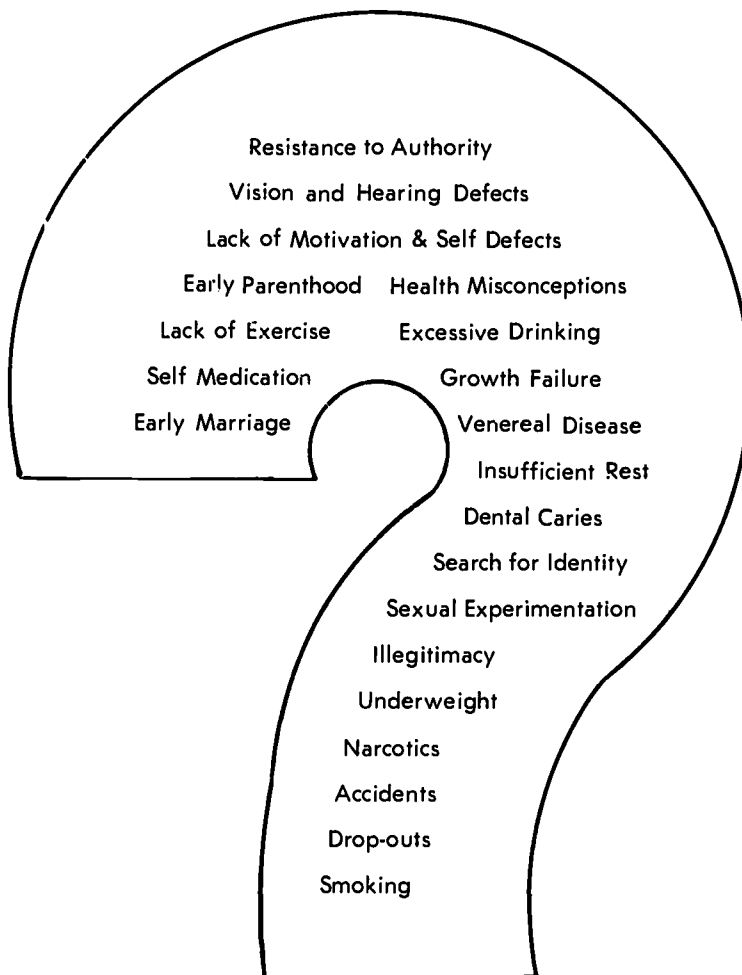 Resistance to Authority
Vision and Hearing Defects
Lack of Motivation & Self Defects
Early Parenthood Health Misconceptions
Lack of Exercise Excessive Drinking
Self Medication Growth Failure
Early Marriage Venereal Disease
Insufficient Rest
Dental Caries
Search for Identity
Sexual Experimentation
Illegitimacy
Underweight
Narcotics
Accidents
Drop-outs
Smoking